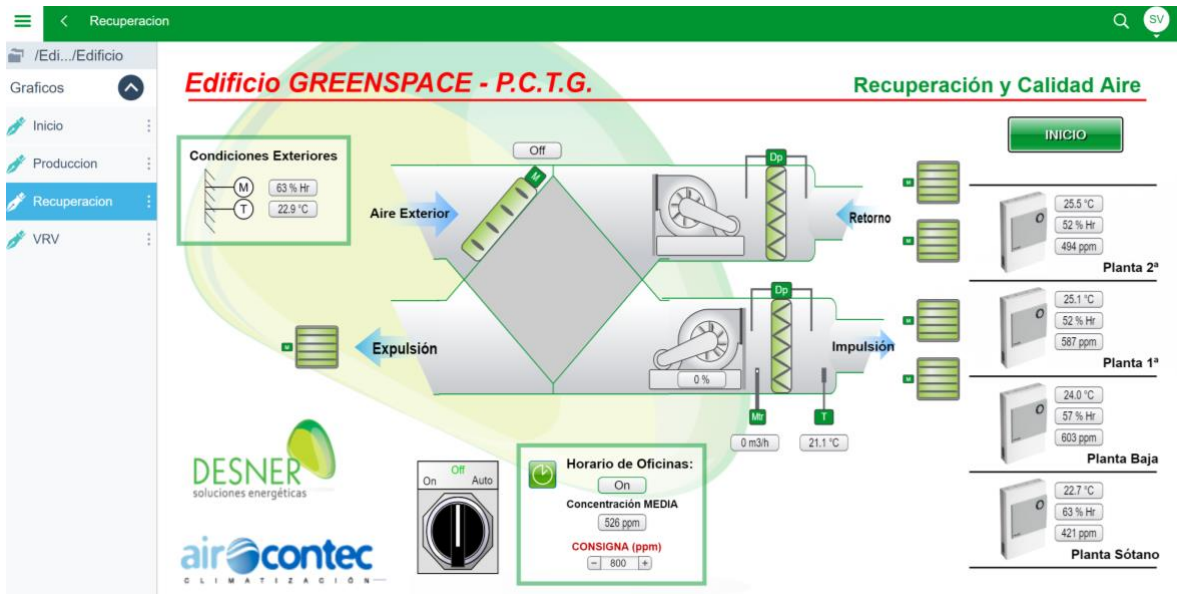 Recuperacion
SV
/Edi.../Edificio
Graficos
Inicio
Produccion
Recuperacion
VRV
Edificio GREENSPACE - P.C.T.G.
Recuperación y Calidad Aire
INICIO
Condiciones Exteriores
M
63 % Hr
T
22.9 °C
Off
M
Aire Exterior
Dp
Retorno
M
M
25.5 °C
52 % Hr
494 ppm
Planta 2ª
Dp
M
Expulsión
Impulsión
M
M
0 %
Mtr
T
0 m3/h
21.1 °C
25.1 °C
52 % Hr
587 ppm
Planta 1ª
24.0 °C
57 % Hr
603 ppm
Planta Baja
22.7 °C
63 % Hr
421 ppm
Planta Sótano
DESNER
soluciones energéticas
Off
On Auto
Horario de Oficinas:
On
Concentración MEDIA
526 ppm
CONSIGNA (ppm)
- 800 +
aircontec
CLIMATIZACIÓN